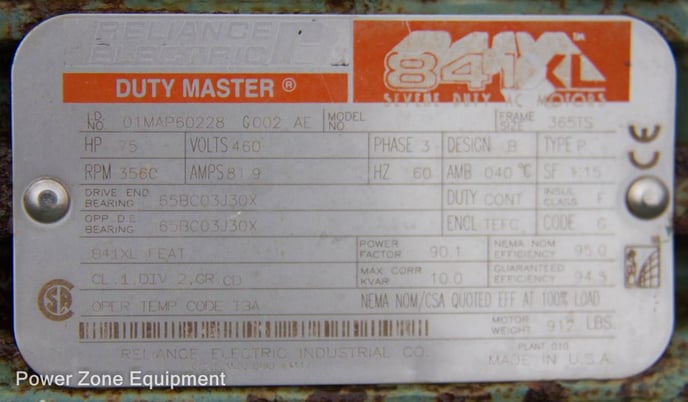 RELIANCE
ELECTRIC
DUTY MASTER ®
841XL
SEVERE DUTY AC MOTORS
I.D. NO. 01MAP60228 G002 AE MODEL NO. FRAME SIZE 365TS
HP 75 VOLTS 460 PHASE 3 DESIGN B TYPE P
RPM 3560 AMPS 81.9 HZ 60 AMB 040 °C SF 1.15
DRIVE END BEARING 65BC03J30X DUTY CONT INSUL CLASS F
OPP D.E. BEARING 65BC03J30X ENCL TEFC CODE G
841XL FEAT POWER FACTOR 90.1 NEMA NOM EFFICIENCY 95.0
CL.1,DIV 2,GR.CD MAX CORR KVAR 10.0 GUARANTEED EFFICIENCY 94.5
OPER TEMP CODE T3A NEMA NOM/CSA QUOTED EFF AT 100% LOAD
MOTOR WEIGHT 912 LBS.
RELIANCE ELECTRIC INDUSTRIAL CO. PLANT 010
MADE IN U.S.A.
CE
Power Zone Equipment